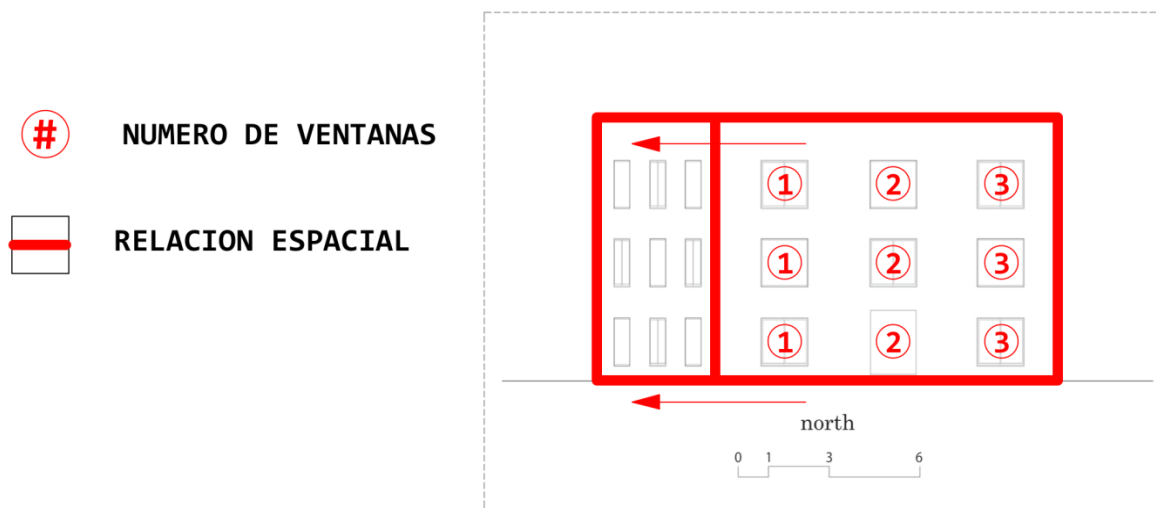 #
NUMERO DE VENTANAS
RELACION ESPACIAL
1 2 3
1 2 3
1 2 3
north
0 1 3 6